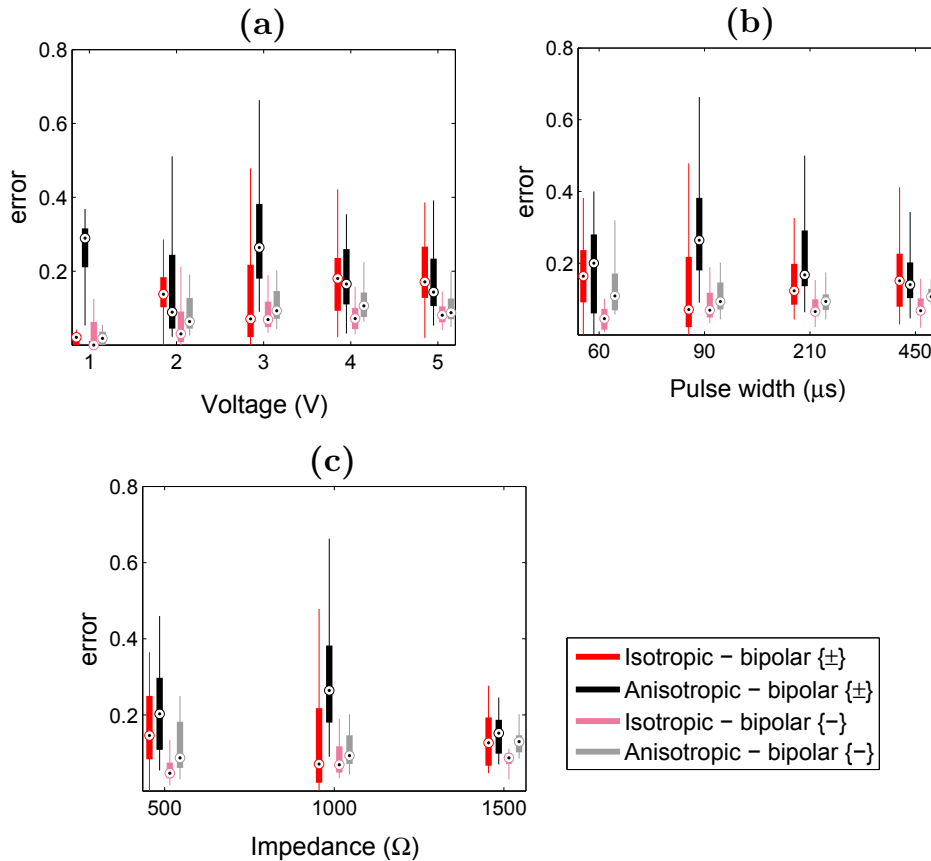 (a)
0.8
0.6
0.4
0.2
error
1 2 3 4 5
Voltage (V)
(b)
0.8
0.6
0.4
0.2
error
60 90 210 450
Pulse width (μs)
(c)
0.8
0.6
0.4
0.2
error
500 1000 1500
Impedance (Ω)
Isotropic − bipolar {±}
Anisotropic − bipolar {±}
Isotropic − bipolar {−}
Anisotropic − bipolar {−}